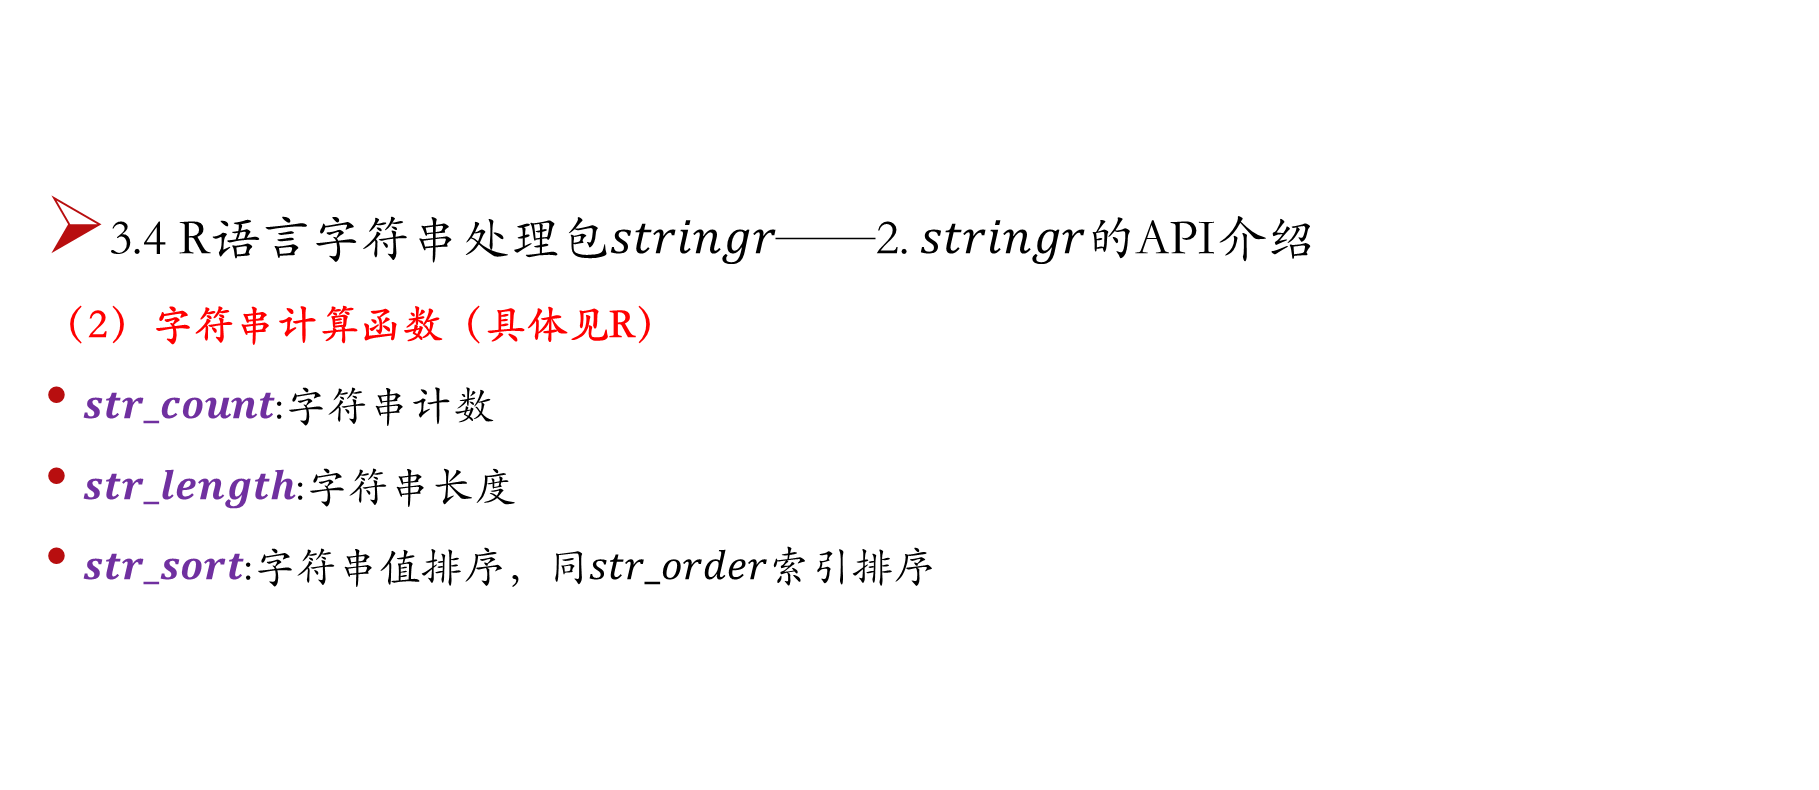 3.4 R语言字符串处理包stringr——2. stringr的API介绍
（2）字符串计算函数（具体见R）
str_count:字符串计数
str_length:字符串长度
str_sort:字符串值排序，同str_order索引排序